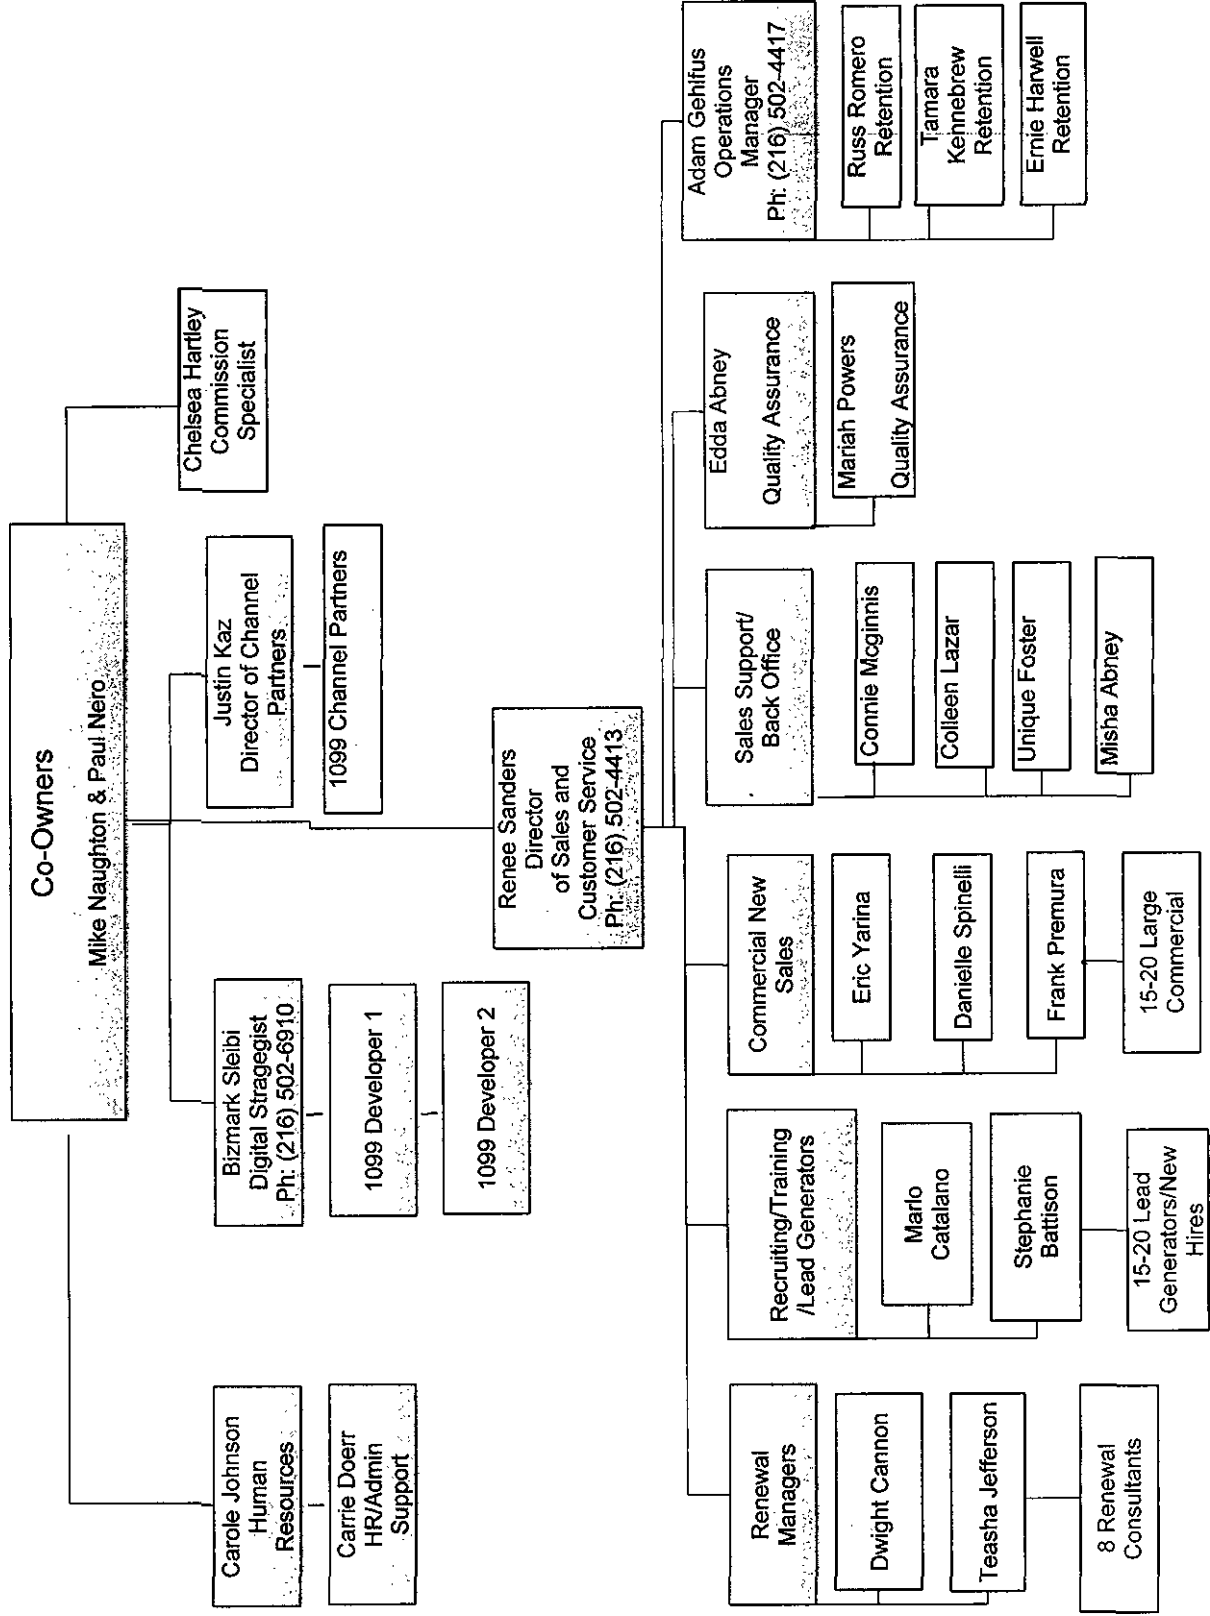 Co-Owners
Mike Naughton & Paul Nero
Carole Johnson
Human
Resources
Carrie Doerr
HR/Admin
Support
Bizmark Sleibi
Digital Stragegist
Ph: (216) 502-6910
1099 Developer 1
1099 Developer 2
Justin Kaz
Director of Channel
Partners
1099 Channel Partners
Chelsea Hartley
Commission
Specialist
Renee Sanders
Director
of Sales and
Customer Service
Ph: (216) 502-4413
Renewal
Managers
Dwight Cannon
Teasha Jefferson
8 Renewal
Consultants
Recruiting/Training
/Lead Generators
Marlo
Catalano
Stephanie
Battison
15-20 Lead
Generators/New
Hires
Commercial New
Sales
Eric Yarina
Danielle Spinelli
Frank Premura
15-20 Large
Commercial
Sales Support/
Back Office
Connie Mcginnis
Colleen Lazar
Unique Foster
Misha Abney
Edda Abney
Quality Assurance
Mariah Powers
Quality Assurance
Adam Gehlfus
Operations
Manager
Ph: (216) 502-4417
Russ Romero
Retention
Tamara
Kennebrew
Retention
Ernie Harwell
Retention